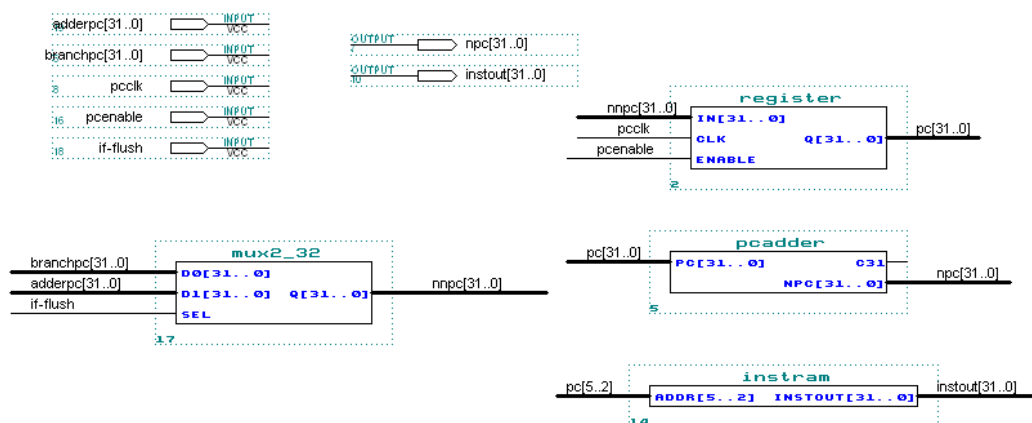 adderpc[31..0] INPUT VCC
branchpc[31..0] INPUT VCC
8 pcclk INPUT VCC
16 pcenable INPUT VCC
18 if-flush INPUT VCC
OUTPUT npc[31..0]
7
OUTPUT instout[31..0]
10
register
nnpc[31..0] IN[31..0]
pcclk CLK Q[31..0] pc[31..0]
pcenable ENABLE
2
mux2_32
branchpc[31..0] D0[31..0]
adderpc[31..0] D1[31..0] Q[31..0] nnpc[31..0]
if-flush SEL
17
pcadder
pc[31..0] PC[31..0] C31
NPC[31..0] npc[31..0]
5
instram
pc[5..2] ADDR[5..2] INSTOUT[31..0] instout[31..0]
14